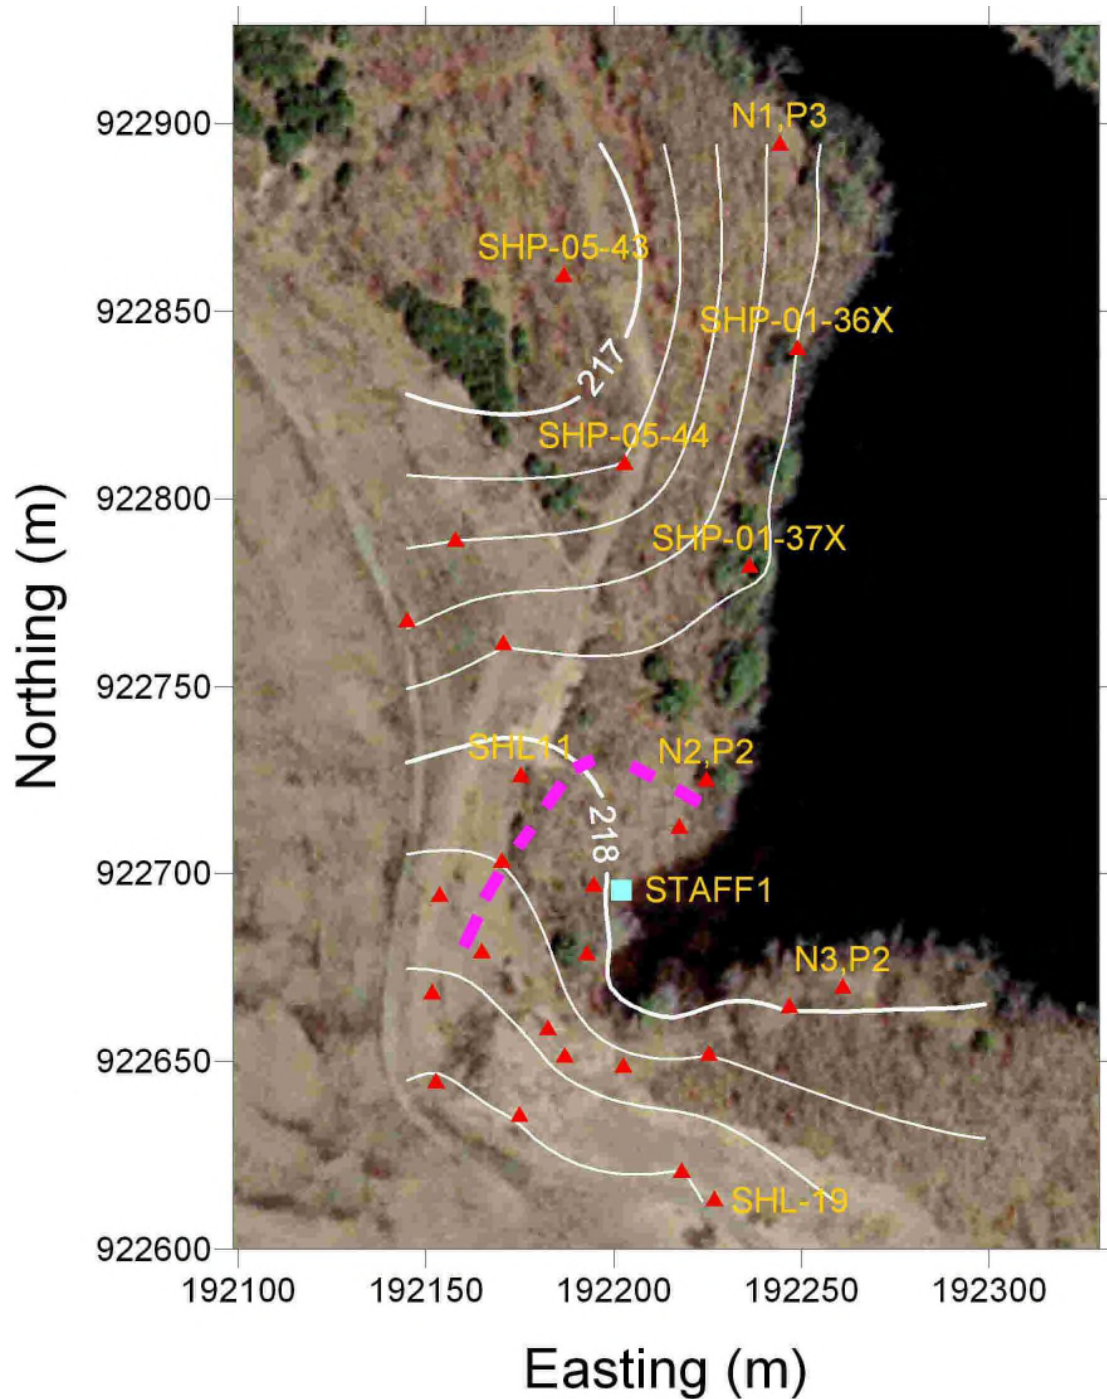 922900
N1,P3
SHP-05-43
922850
SHP-01-36X
217
SHP-05-44
922800
SHP-01-37X
922750
SHL11
N2,P2
218
922700
STAFF1
N3,P2
922650
SHL-19
922600
192100 192150 192200 192250 192300
Northing (m)
Easting (m)